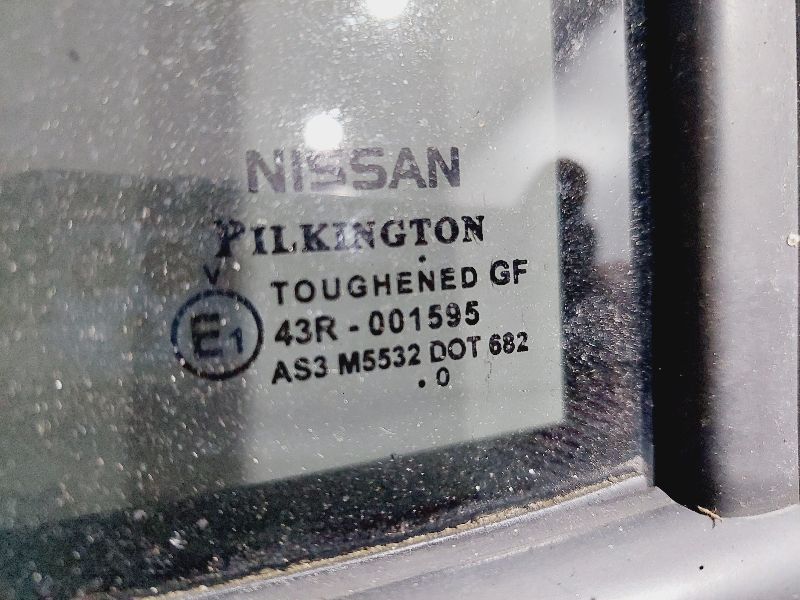 NISSAN
PILKINGTON
V
TOUGHENED GF
E1
43R - 001595
AS3 M5532 DOT 682
.0